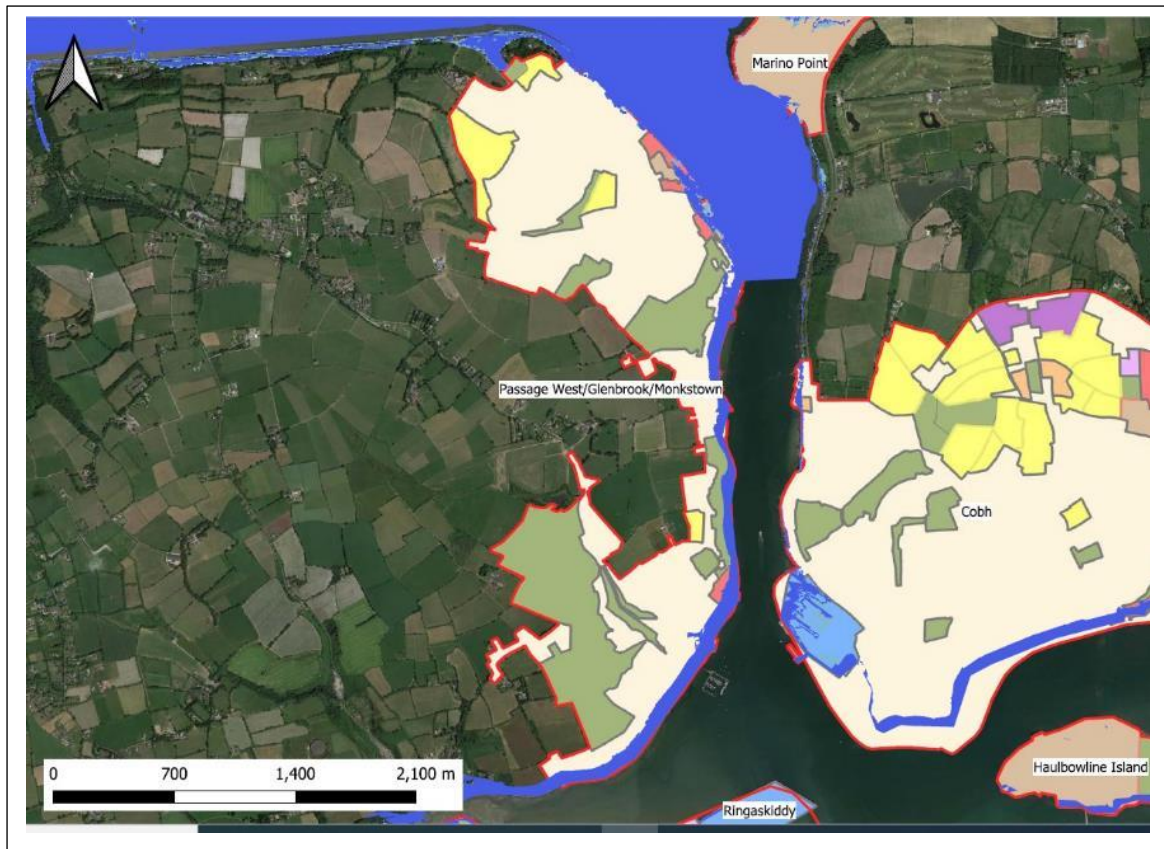 Marino Point
Passage West/Glenbrook/Monkstown
Cobh
Haulbowline Island
Ringaskiddy
0 700 1,400 2,100 m